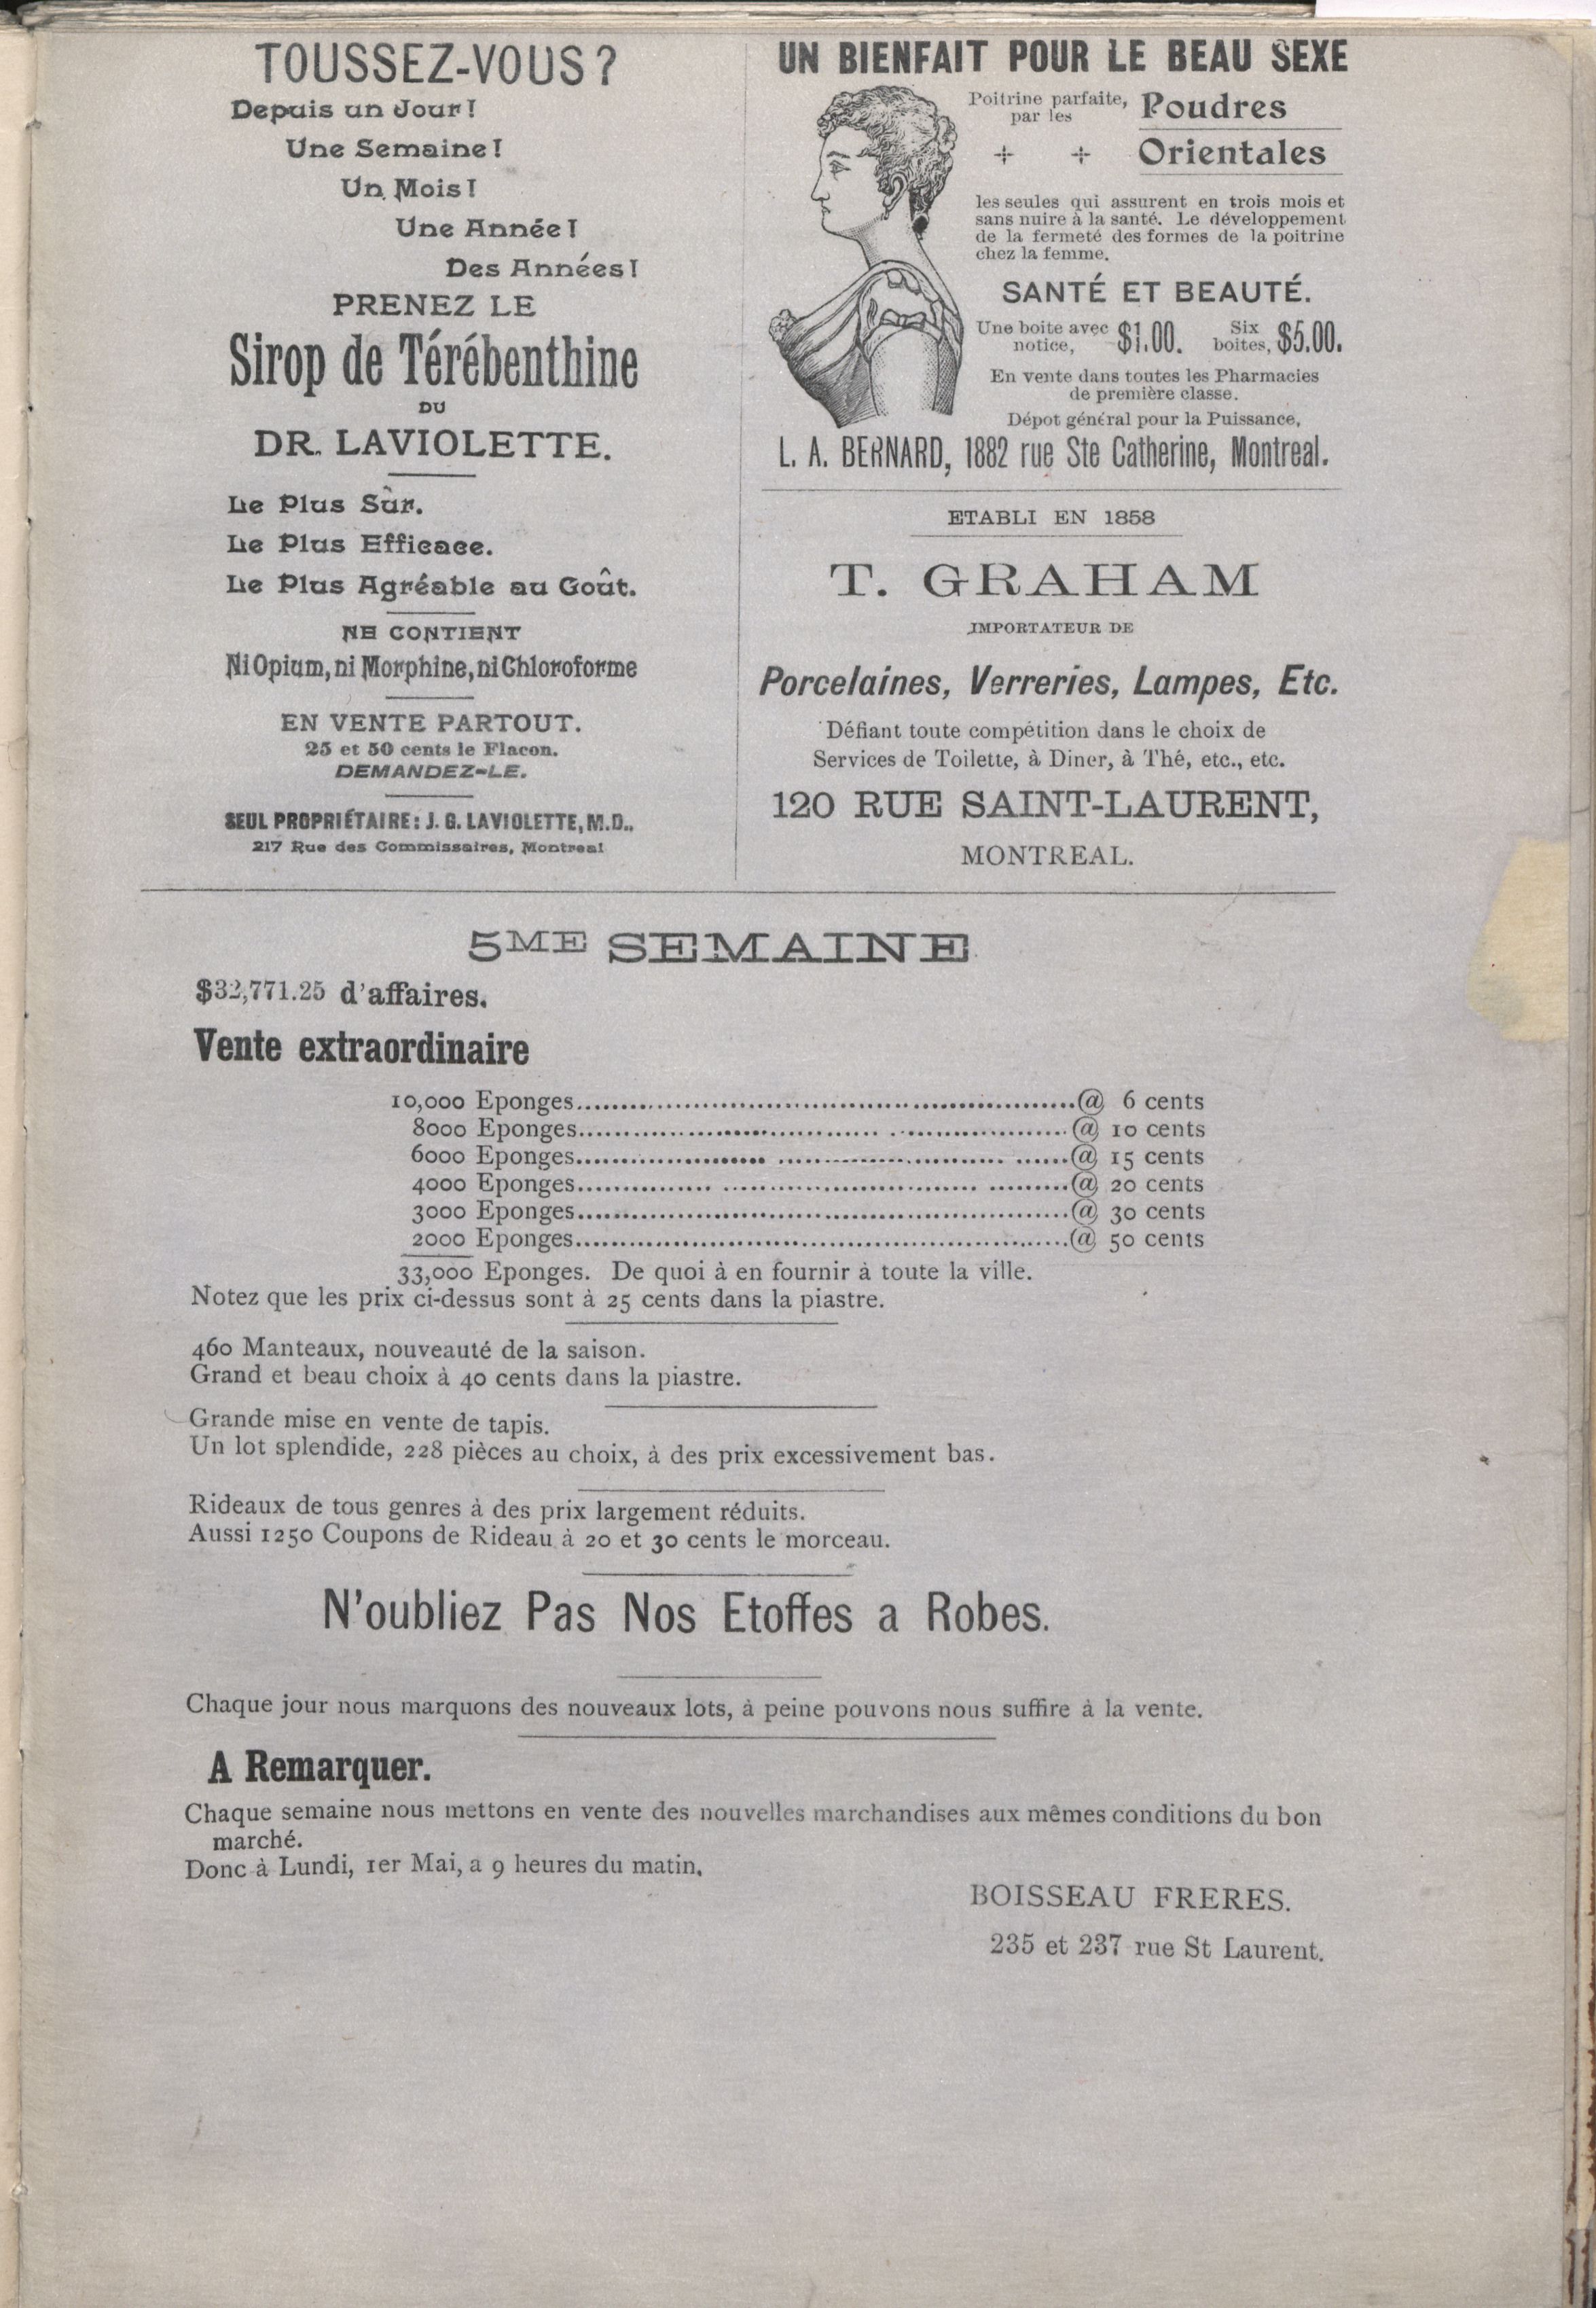 TOUSSEZ-VOUS?
Depuis un Jour!
Une Semaine!
Un Mois!
Une Année!
Des Années!
PRENEZ LE
Sirop de Térébenthine
DU
DR. LAVIOLETTE.
Le Plus Sûr.
Le Plus Efficace.
Le Plus Agréable au Goût.
NE CONTIENT
Ni Opium, ni Morphine, ni Chloroforme
EN VENTE PARTOUT.
25 et 50 cents le Flacon.
DEMANDEZ-LE.
SEUL PROPRIÉTAIRE: J. G. LAVIOLETTE, M.D.,
217 Rue des Commissaires, Montreal
UN BIENFAIT POUR LE BEAU SEXE
Poitrine parfaite, par les Poudres
Orientales
les seules qui assurent en trois mois et
sans nuire à la santé. Le développement
de la fermeté des formes de la poitrine
chez la femme.
SANTÉ ET BEAUTÉ.
Une boite avec notice, $1.00. Six boites, $5.00.
En vente dans toutes les Pharmacies
de première classe.
Dépot général pour la Puissance,
L. A. BERNARD, 1882 rue Ste Catherine, Montreal.
ETABLI EN 1858
T. GRAHAM
IMPORTATEUR DE
Porcelaines, Verreries, Lampes, Etc.
Défiant toute compétition dans le choix de
Services de Toilette, à Diner, à Thé, etc., etc.
120 RUE SAINT-LAURENT,
MONTREAL.
5ME SEMAINE
$32,771.25 d'affaires.
Vente extraordinaire
10,000 Eponges....................@ 6 cents
8000 Eponges....................@ 10 cents
6000 Eponges....................@ 15 cents
4000 Eponges....................@ 20 cents
3000 Eponges....................@ 30 cents
2000 Eponges....................@ 50 cents
33,000 Eponges. De quoi à en fournir à toute la ville.
Notez que les prix ci-dessus sont à 25 cents dans la piastre.
460 Manteaux, nouveauté de la saison.
Grand et beau choix à 40 cents dans la piastre.
Grande mise en vente de tapis.
Un lot splendide, 228 pièces au choix, à des prix excessivement bas.
Rideaux de tous genres à des prix largement réduits.
Aussi 1250 Coupons de Rideau à 20 et 30 cents le morceau.
N'oubliez Pas Nos Etoffes a Robes.
Chaque jour nous marquons des nouveaux lots, à peine pouvons nous suffire à la vente.
A Remarquer.
Chaque semaine nous mettons en vente des nouvelles marchandises aux mêmes conditions du bon
marché.
Donc à Lundi, 1er Mai, a 9 heures du matin.
BOISSEAU FRERES.
235 et 237 rue St Laurent.